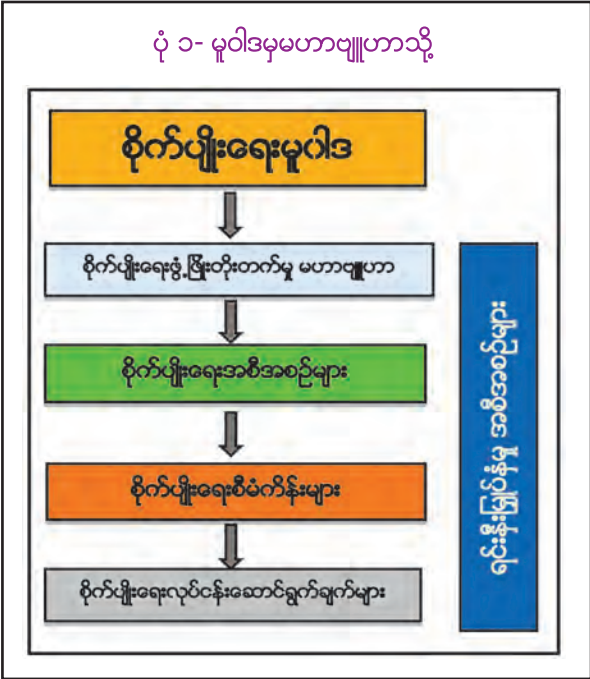 ပုံ ၁- မူဝါဒမှမဟာဗျူဟာသို့
စိုက်ပျိုးရေးမူဝါဒ
စိုက်ပျိုးရေးဖွံ့ဖြိုးတိုးတက်မှု မဟာဗျူဟာ
စိုက်ပျိုးရေးအစီအစဉ်များ
စိုက်ပျိုးရေးစီမံကိန်းများ
စိုက်ပျိုးရေးလုပ်ငန်းဆောင်ရွက်ချက်များ
ရင်းနှီးမြှုပ်နှံမှု အစီအစဉ်များ